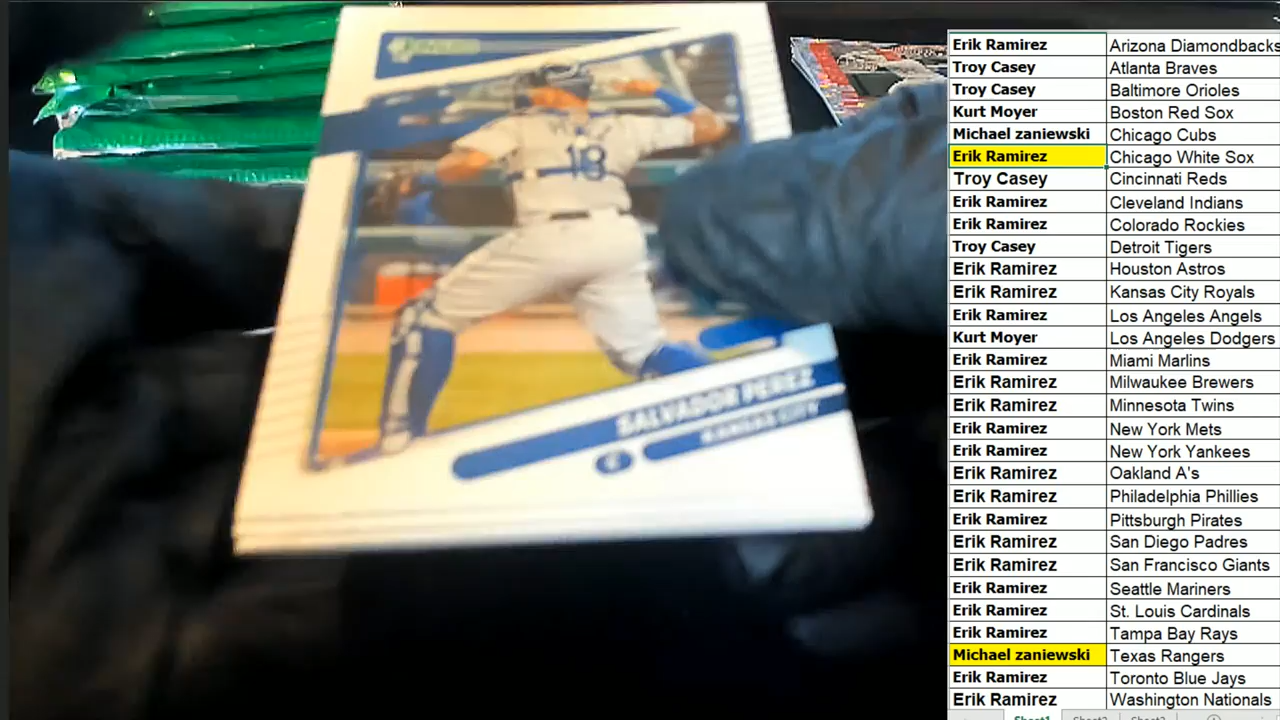 18
SALVADOR PEREZ
KANSAS CITY
Erik Ramirez Arizona Diamondbacks
Troy Casey Atlanta Braves
Troy Casey Baltimore Orioles
Kurt Moyer Boston Red Sox
Michael zaniewski Chicago Cubs
Erik Ramirez Chicago White Sox
Troy Casey Cincinnati Reds
Erik Ramirez Cleveland Indians
Erik Ramirez Colorado Rockies
Troy Casey Detroit Tigers
Erik Ramirez Houston Astros
Erik Ramirez Kansas City Royals
Erik Ramirez Los Angeles Angels
Kurt Moyer Los Angeles Dodgers
Erik Ramirez Miami Marlins
Erik Ramirez Milwaukee Brewers
Erik Ramirez Minnesota Twins
Erik Ramirez New York Mets
Erik Ramirez New York Yankees
Erik Ramirez Oakland A's
Erik Ramirez Philadelphia Phillies
Erik Ramirez Pittsburgh Pirates
Erik Ramirez San Diego Padres
Erik Ramirez San Francisco Giants
Erik Ramirez Seattle Mariners
Erik Ramirez St. Louis Cardinals
Erik Ramirez Tampa Bay Rays
Michael zaniewski Texas Rangers
Erik Ramirez Toronto Blue Jays
Erik Ramirez Washington Nationals